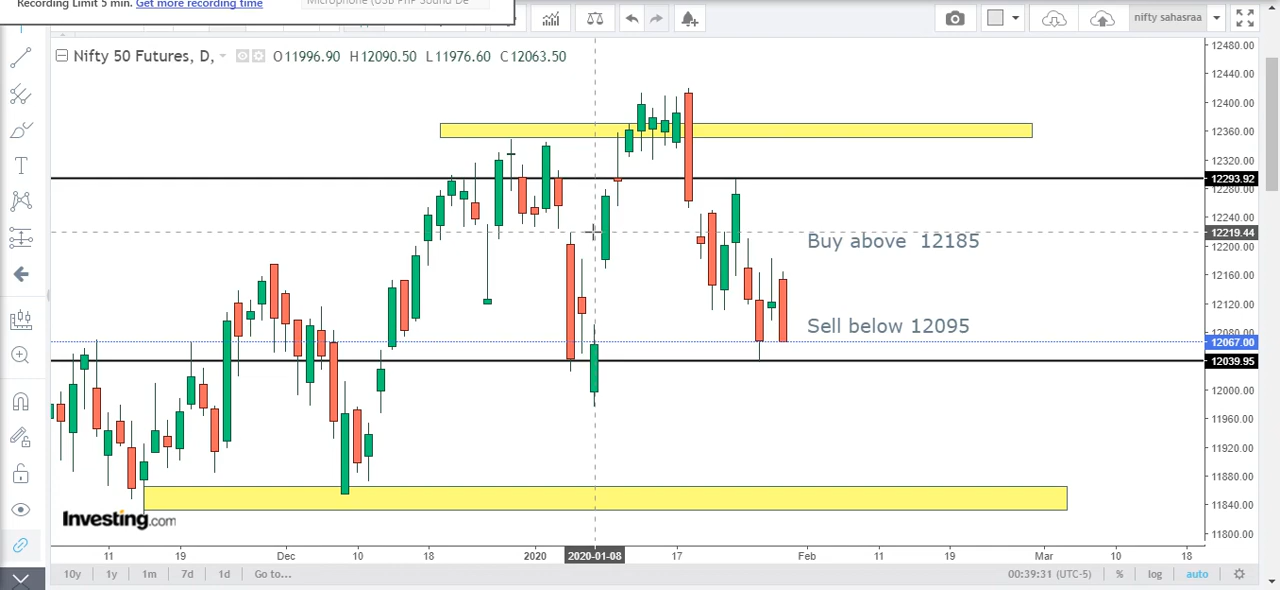 Recording Limit 5 min. Get more recording time
nifty sahasraa
Nifty 50 Futures, D, O11996.90 H12090.50 L11976.60 C12063.50
12480.00
12440.00
12400.00
12360.00
12320.00
12293.92
12280.00
12240.00
12219.44
12200.00
Buy above 12185
12160.00
12120.00
Sell below 12095
12080.00
12067.00
12039.95
12000.00
11960.00
11920.00
11880.00
11840.00
11800.00
Investing.com
11 19 Dec 10 18 2020 2020-01-08 17 Feb 11 19 Mar 10 18
10y 1y 1m 7d 1d Go to... 00:39:31 (UTC-5) % log auto